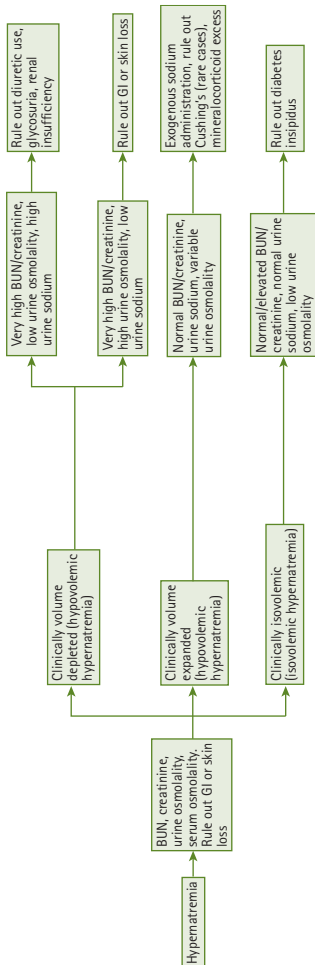 Hypernatremia
BUN, creatinine,
urine osmolality,
serum osmolality.
Rule out GI or skin
loss
Clinically volume
depleted (hypovolemic
hypernatremia)
Very high BUN/creatinine,
low urine osmolality, high
urine sodium
Rule out diuretic use,
glycosuria, renal
insufficiency
Very high BUN/creatinine,
high urine osmolality, low
urine sodium
Rule out GI or skin loss
Clinically volume
expanded
(hypovolemic
hypernatremia)
Normal BUN/creatinine,
urine sodium, variable
urine osmolality
Exogenous sodium
administration, rule out
Cushing's (rare cases),
mineralocorticoid excess
Clinically isovolemic
(isovolemic hypernatremia)
Normal/elevated BUN/
creatinine, normal urine
sodium, low urine
osmolality
Rule out diabetes
insipidus